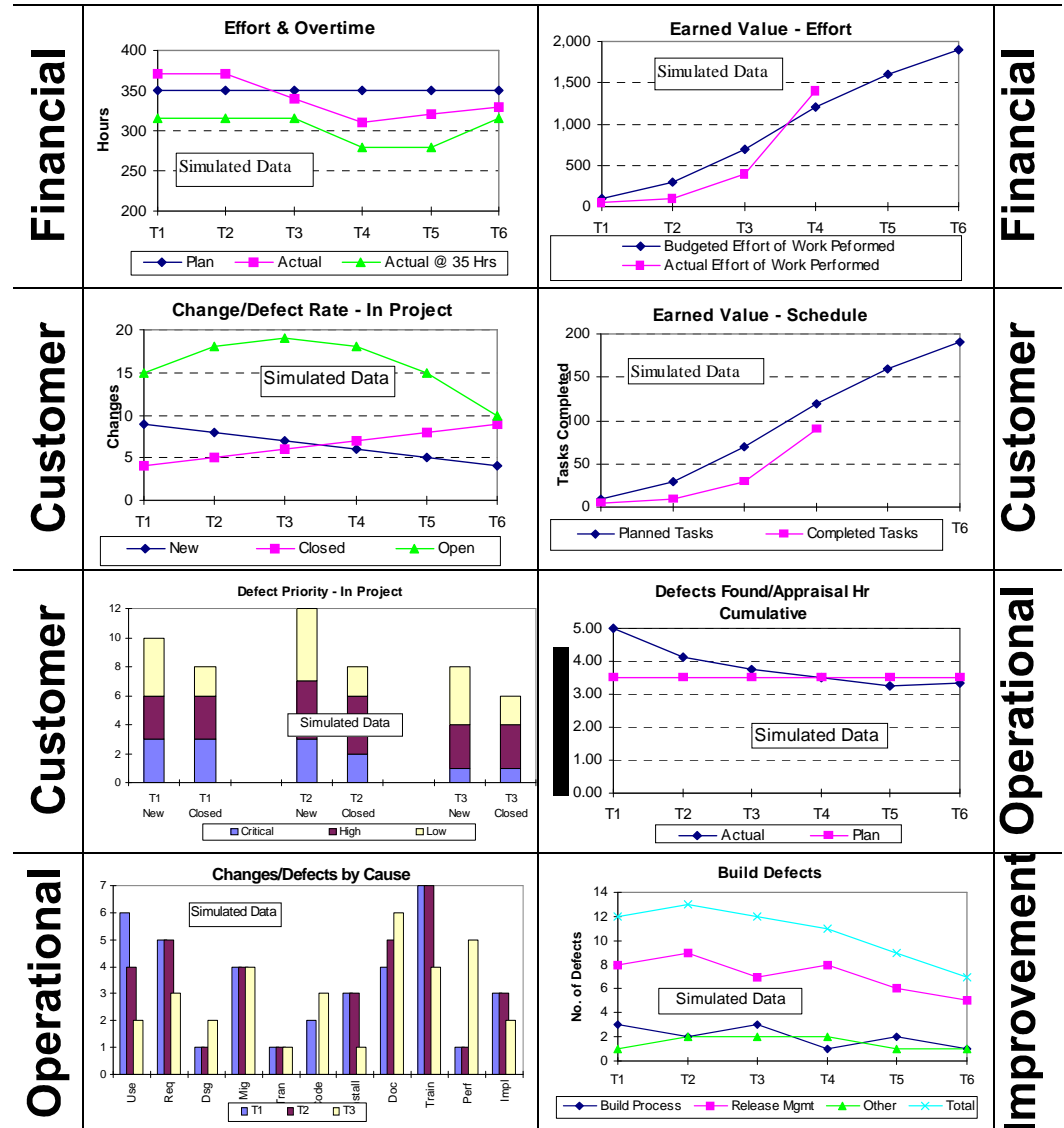 Financial
Effort & Overtime
400
350
300
250
200
Hours
Simulated Data
T1 T2 T3 T4 T5 T6
Plan Actual Actual @ 35 Hrs
Earned Value - Effort
2,000
1,500
1,000
500
0
Simulated Data
T1 T2 T3 T4 T5 T6
Budgeted Effort of Work Peformed
Actual Effort of Work Performed
Financial
Customer
Change/Defect Rate - In Project
20
15
10
5
0
Changes
Simulated Data
T1 T2 T3 T4 T5 T6
New Closed Open
Earned Value - Schedule
200
150
100
50
0
Tasks Completed
Simulated Data
T6
Planned Tasks Completed Tasks
Customer
Customer
Defect Priority - In Project
12
10
8
6
4
2
0
Simulated Data
T1 T1 T2 T2 T3 T3
New Closed New Closed New Closed
Critical High Low
Defects Found/Appraisal Hr
Cumulative
5.00
4.00
3.00
2.00
1.00
0.00
Simulated Data
T1 T2 T3 T4 T5 T6
Actual Plan
Operational
Operational
Changes/Defects by Cause
7
6
5
4
3
2
1
0
Simulated Data
Use Req Dsg Mig Tran Code stall Doc Train Perf Impl
T1 T2 T3
Build Defects
14
12
10
8
6
4
2
0
No. of Defects
Simulated Data
T1 T2 T3 T4 T5 T6
Build Process Release Mgmt Other Total
Improvement